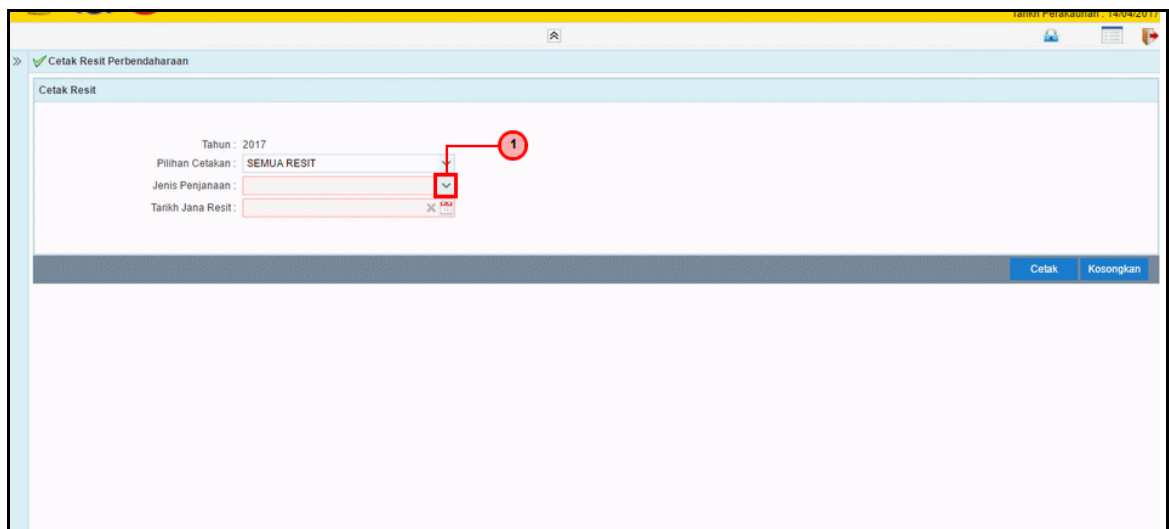 Tarikh Perakaunan : 14/04/2017
Cetak Resit Perbendaharaan
Cetak Resit
Tahun : 2017
1
Pilihan Cetakan : SEMUA RESIT
Jenis Penjanaan :
Tarikh Jana Resit :
Cetak Kosongkan